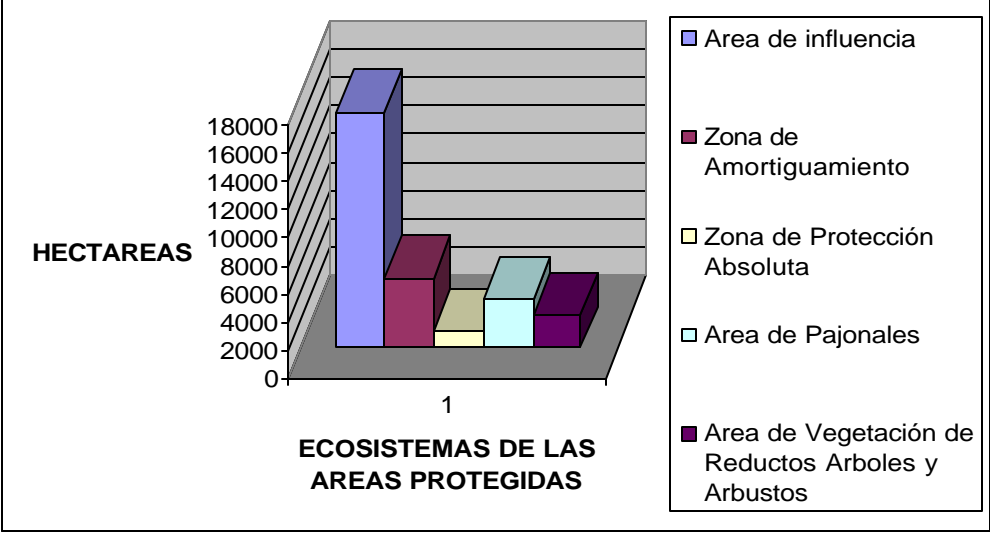 18000
16000
14000
12000
10000
8000
6000
4000
2000
0
HECTAREAS
1
ECOSISTEMAS DE LAS
AREAS PROTEGIDAS
Area de influencia
Zona de
Amortiguamiento
Zona de Protección
Absoluta
Area de Pajonales
Area de Vegetación de
Reductos Arboles y
Arbustos